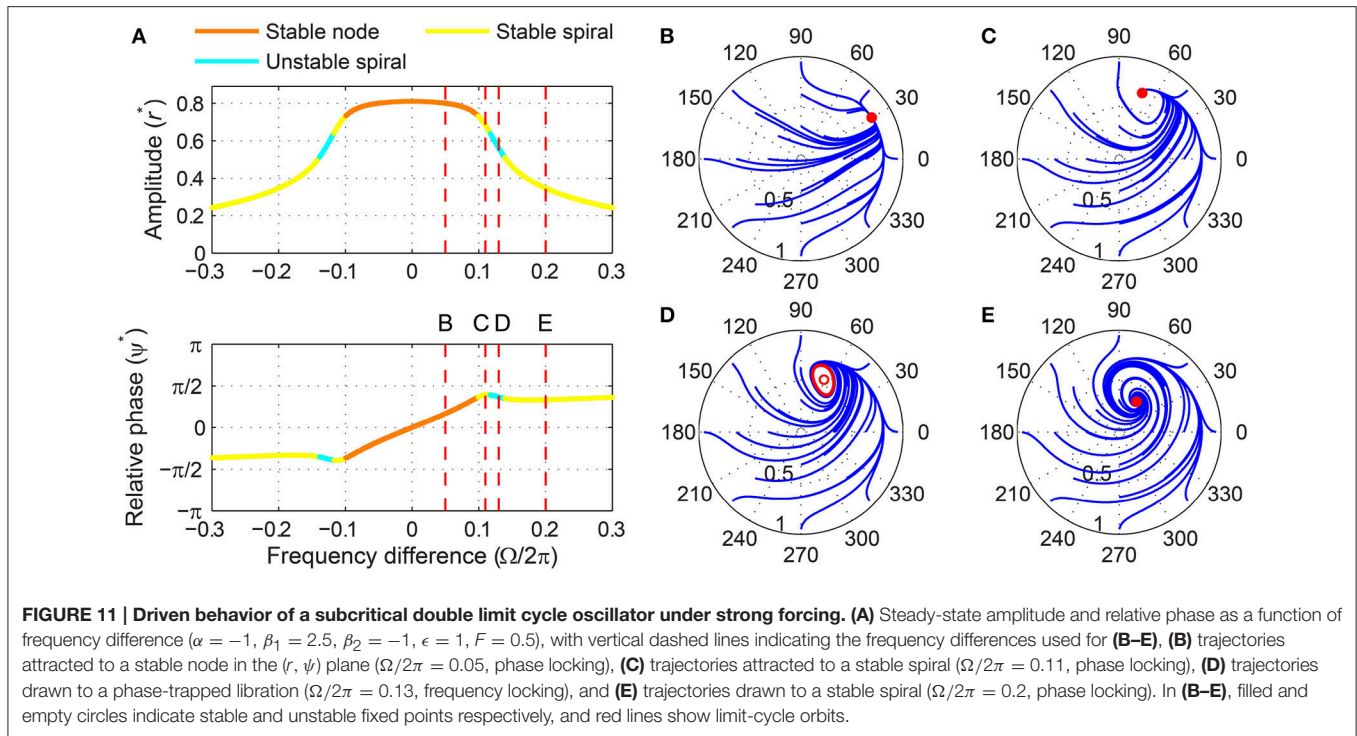 A
Stable node
Stable spiral
Unstable spiral
Amplitude (r*)
0.8
0.6
0.4
0.2
0
−0.3 −0.2 −0.1 0 0.1 0.2 0.3
B C D E
Relative phase (ψ*)
π
π/2
0
−π/2
−π
−0.3 −0.2 −0.1 0 0.1 0.2 0.3
Frequency difference (Ω/2π)
B
90
120 60
150 30
180 0
0.5
210 330
1
240 300
270
C
90
120 60
150 30
180 0
0.5
210 330
1
240 300
270
D
90
120 60
150 30
180 0
0.5
210 330
1
240 300
270
E
90
120 60
150 30
180 0
0.5
210 330
1
240 300
270
FIGURE 11 | Driven behavior of a subcritical double limit cycle oscillator under strong forcing. (A) Steady-state amplitude and relative phase as a function of
frequency difference (α = −1, β1 = 2.5, β2 = −1, ϵ = 1, F = 0.5), with vertical dashed lines indicating the frequency differences used for (B–E), (B) trajectories
attracted to a stable node in the (r, ψ) plane (Ω/2π = 0.05, phase locking), (C) trajectories attracted to a stable spiral (Ω/2π = 0.11, phase locking), (D) trajectories
drawn to a phase-trapped libration (Ω/2π = 0.13, frequency locking), and (E) trajectories drawn to a stable spiral (Ω/2π = 0.2, phase locking). In (B–E), filled and
empty circles indicate stable and unstable fixed points respectively, and red lines show limit-cycle orbits.